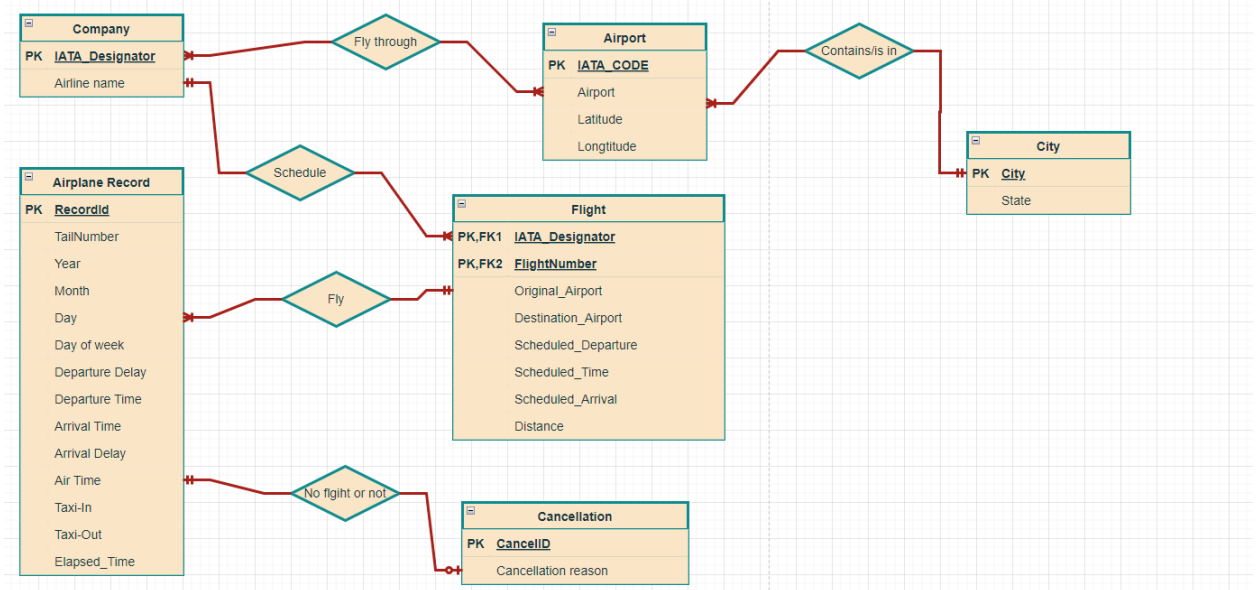 Company
PK IATA_Designator
Airline name
Fly through
Airport
PK IATA_CODE
Airport
Latitude
Longtitude
Contains/is in
City
PK City
State
Schedule
Airplane Record
PK RecordId
TailNumber
Year
Month
Day
Day of week
Departure Delay
Departure Time
Arrival Time
Arrival Delay
Air Time
Taxi-In
Taxi-Out
Elapsed_Time
Flight
PK,FK1 IATA_Designator
PK,FK2 FlightNumber
Original_Airport
Destination_Airport
Scheduled_Departure
Scheduled_Time
Scheduled_Arrival
Distance
Fly
No flgiht or not
Cancellation
PK CancelID
Cancellation reason